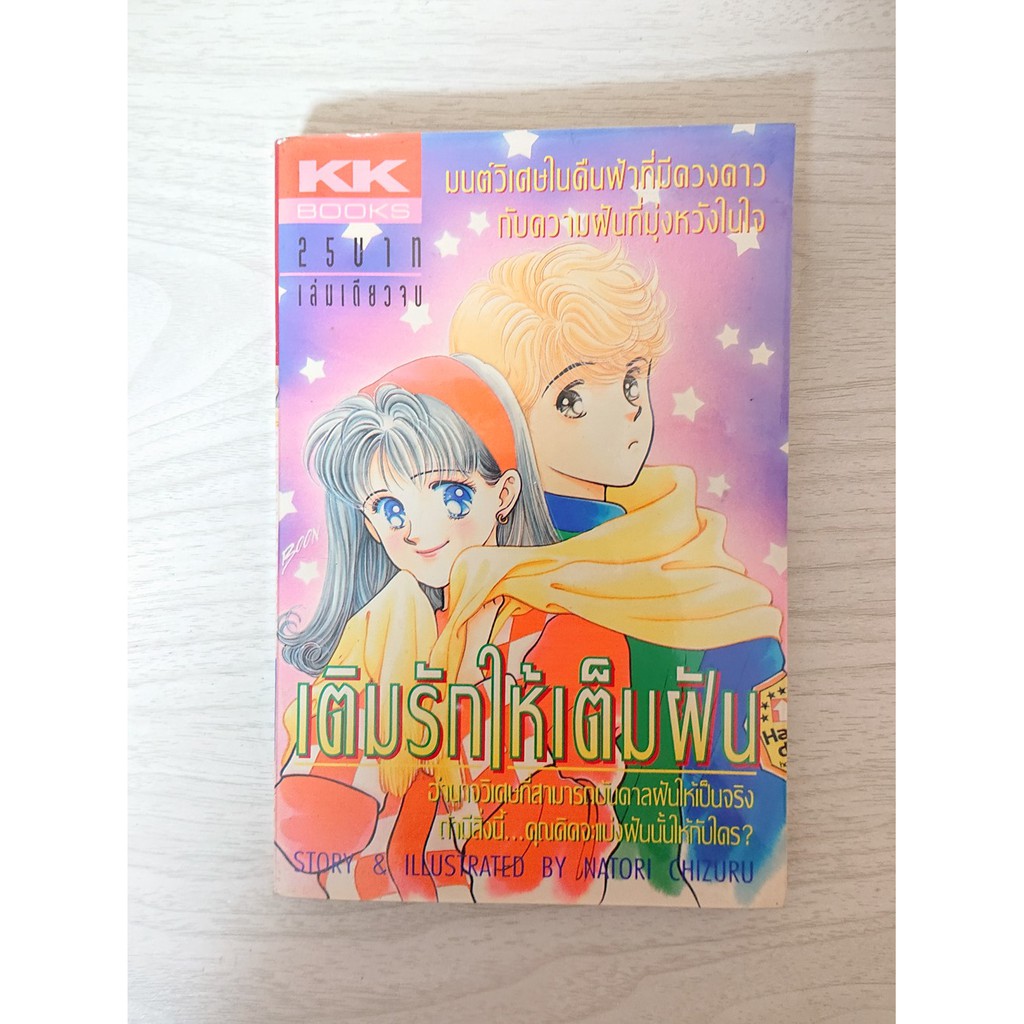 KK
BOOKS
25บาท
เล่มเดียวจบ
มนต์วิเศษในคืนฟ้าที่มีดวงดาว
กับความฝันที่มุ่งหวังในใจ
BOON
เติมรักให้เต็มฝัน
อำนาจวิเศษที่สามารถบันดาลฝันให้เป็นจริง
ถ้ามีสิ่งนี้...คุณคิดจะแบ่งฝันนั้นให้กับใคร?
STORY & ILLUSTRATED BY NATORI CHIZURU